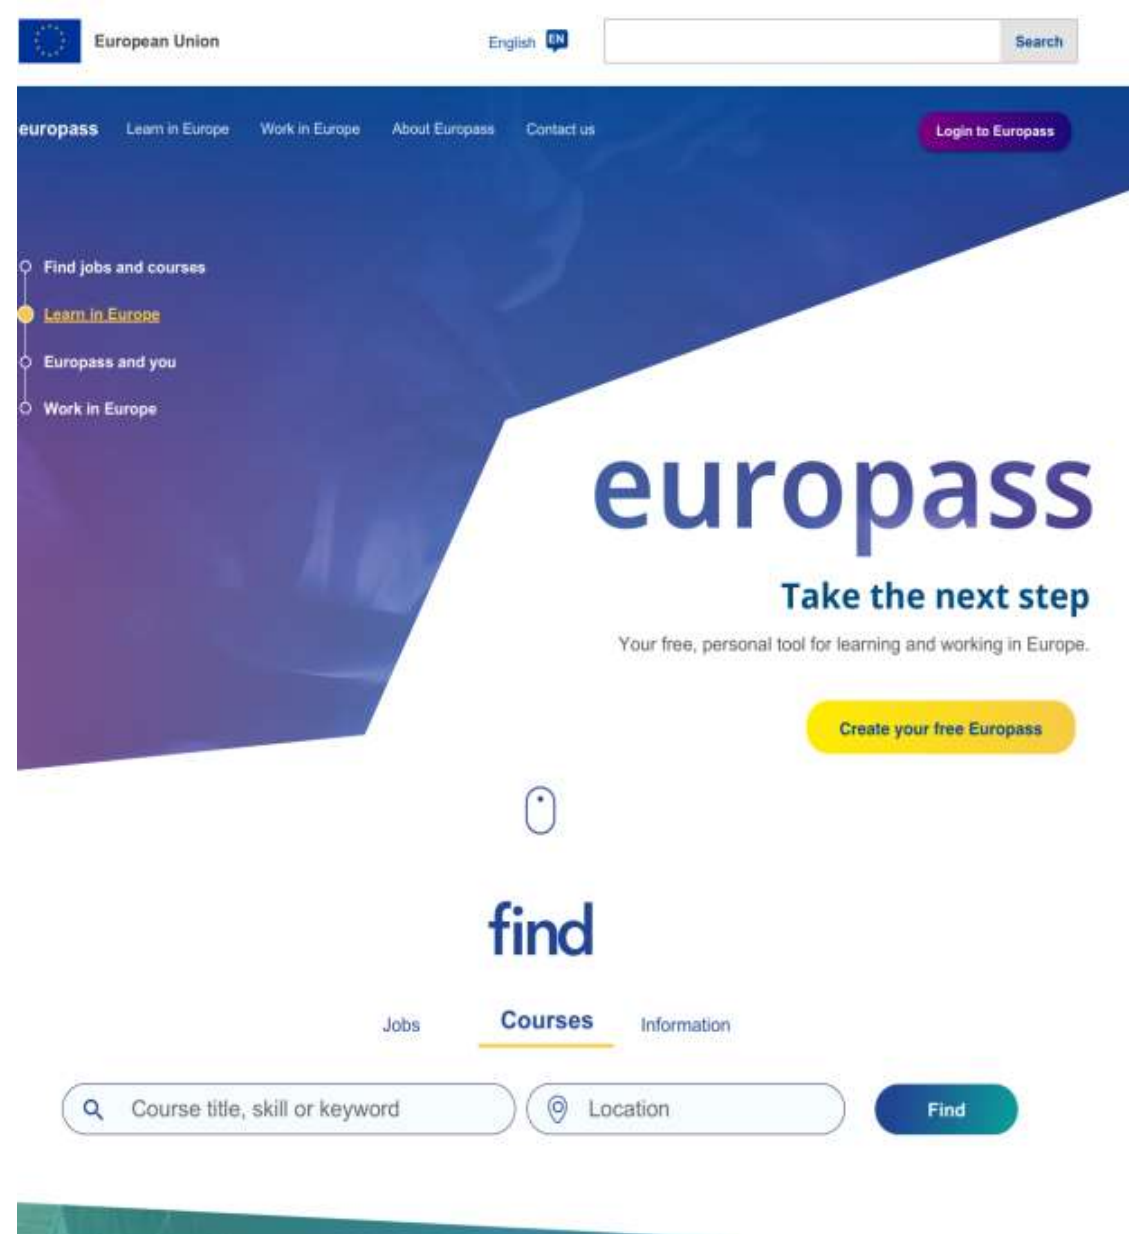 European Union
English EN
Search
europass Learn in Europe Work in Europe About Europass Contact us
Login to Europass
Find jobs and courses
Learn in Europe
Europass and you
Work in Europe
europass
Take the next step
Your free, personal tool for learning and working in Europe.
Create your free Europass
find
Jobs Courses Information
Course title, skill or keyword
Location
Find